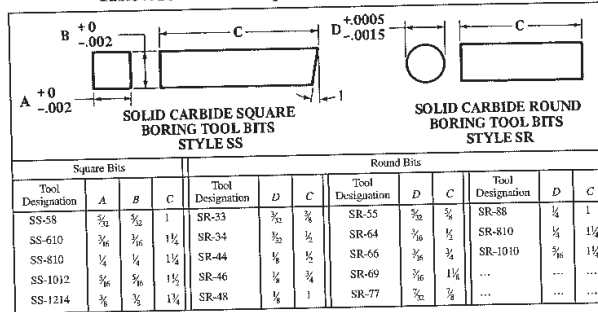 B +0 -.002
C
D +.0005 -.0015
C
A +0 -.002
1
SOLID CARBIDE SQUARE
BORING TOOL BITS
STYLE SS
SOLID CARBIDE ROUND
BORING TOOL BITS
STYLE SR
Square Bits Round Bits
Tool Designation A B C Tool Designation D C Tool Designation D C Tool Designation D C
SS-58 5/32 5/32 1 SR-33 3/32 3/8 SR-55 5/32 5/8 SR-88 1/4 1
SS-610 3/16 3/16 1 1/4 SR-34 3/32 1/2 SR-64 3/16 1/2 SR-810 1/4 1 1/4
SS-810 1/4 1/4 1 1/4 SR-44 1/8 1/2 SR-66 3/16 3/4 SR-1010 5/16 1 1/4
SS-1012 5/16 5/16 1 1/2 SR-46 1/8 3/4 SR-69 3/16 1 1/8 ... ... ...
SS-1214 3/8 3/8 1 3/4 SR-48 1/8 1 SR-77 7/32 7/8 ... ... ...